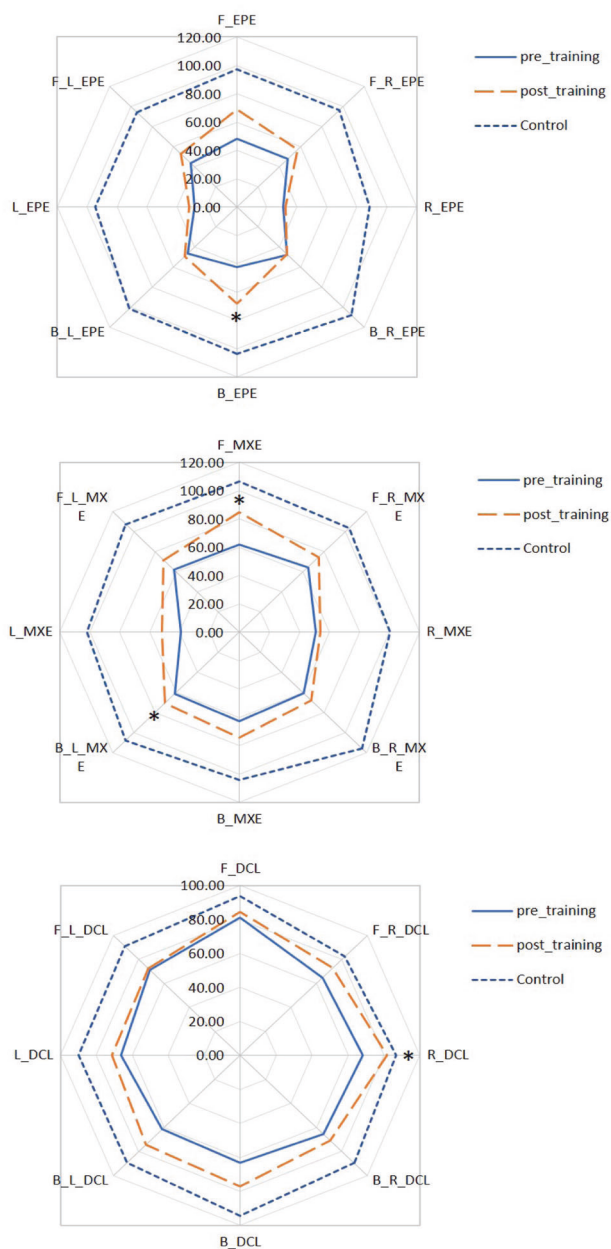 F_EPE
120.00
100.00
80.00
60.00
40.00
20.00
0.00
F_L_EPE
F_R_EPE
L_EPE
R_EPE
B_L_EPE
B_R_EPE
*
B_EPE
pre_training
post_training
Control
F_MXE
120.00
100.00
80.00
60.00
40.00
20.00
0.00
*
F_L_MX
E
F_R_MX
E
L_MXE
R_MXE
*
B_L_MX
E
B_R_MX
E
B_MXE
pre_training
post_training
Control
F_DCL
100.00
80.00
60.00
40.00
20.00
0.00
F_L_DCL
F_R_DCL
L_DCL
* R_DCL
B_L_DCL
B_R_DCL
B_DCL
pre_training
post_training
Control